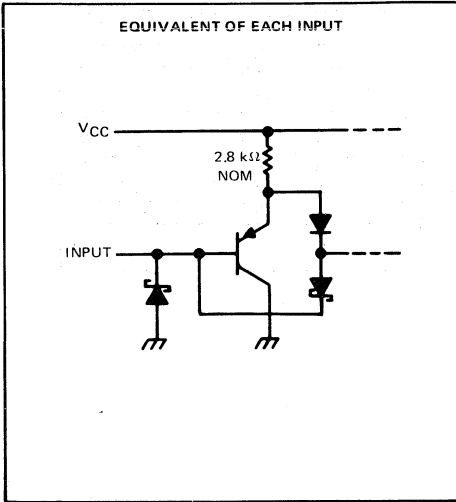 EQUIVALENT OF EACH INPUT
VCC
2.8 kΩ
NOM
INPUT